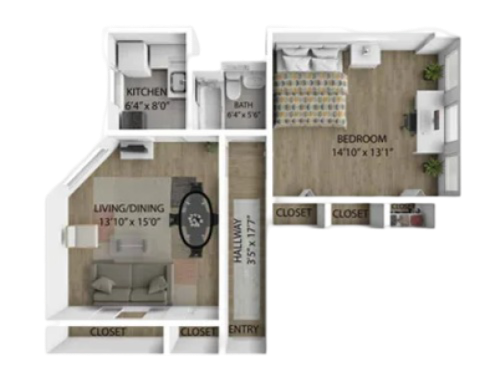 KITCHEN
6'4" x 8'0"
BATH
6'4" x 5'6"
BEDROOM
14'10" x 13'1"
LIVING/DINING
13'10" x 15'0"
HALLWAY
3'5" x 17'7"
CLOSET
CLOSET
CLOSET
CLOSET
ENTRY